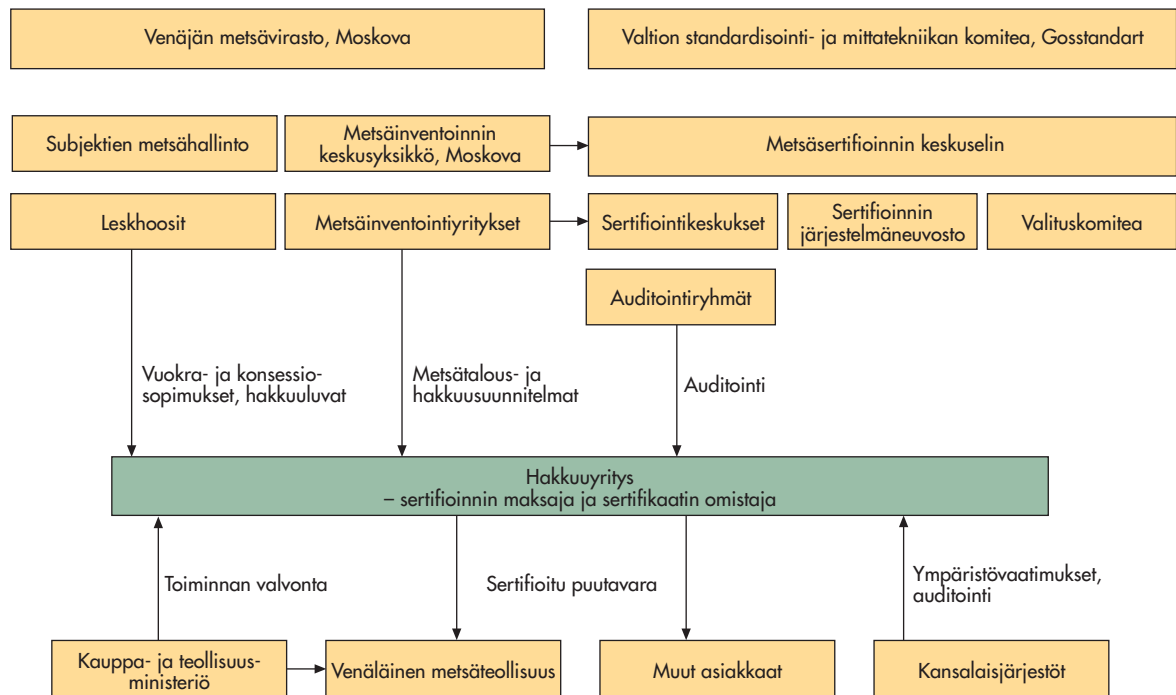 Venäjän metsävirasto, Moskova
Valtion standardisointi- ja mittatekniikan komitea, Gosstandart
Subjektien metsähallinto
Metsäinventoinnin
keskusyksikkö, Moskova
Metsäsertifioinnin keskuselin
Leskhoosit
Metsäinventointiyritykset
Sertifiointikeskukset
Sertifioinnin
järjestelmäneuvosto
Valituskomitea
Auditointiryhmät
Vuokra- ja konsessio-
sopimukset, hakkuuluvat
Metsätalous- ja
hakkuusuunnitelmat
Auditointi
Hakkuuyritys
– sertifioinnin maksaja ja sertifikaatin omistaja
Toiminnan valvonta
Sertifioitu puutavara
Ympäristövaatimukset,
auditointi
Kauppa- ja teollisuus-
ministeriö
Venäläinen metsäteollisuus
Muut asiakkaat
Kansalaisjärjestöt